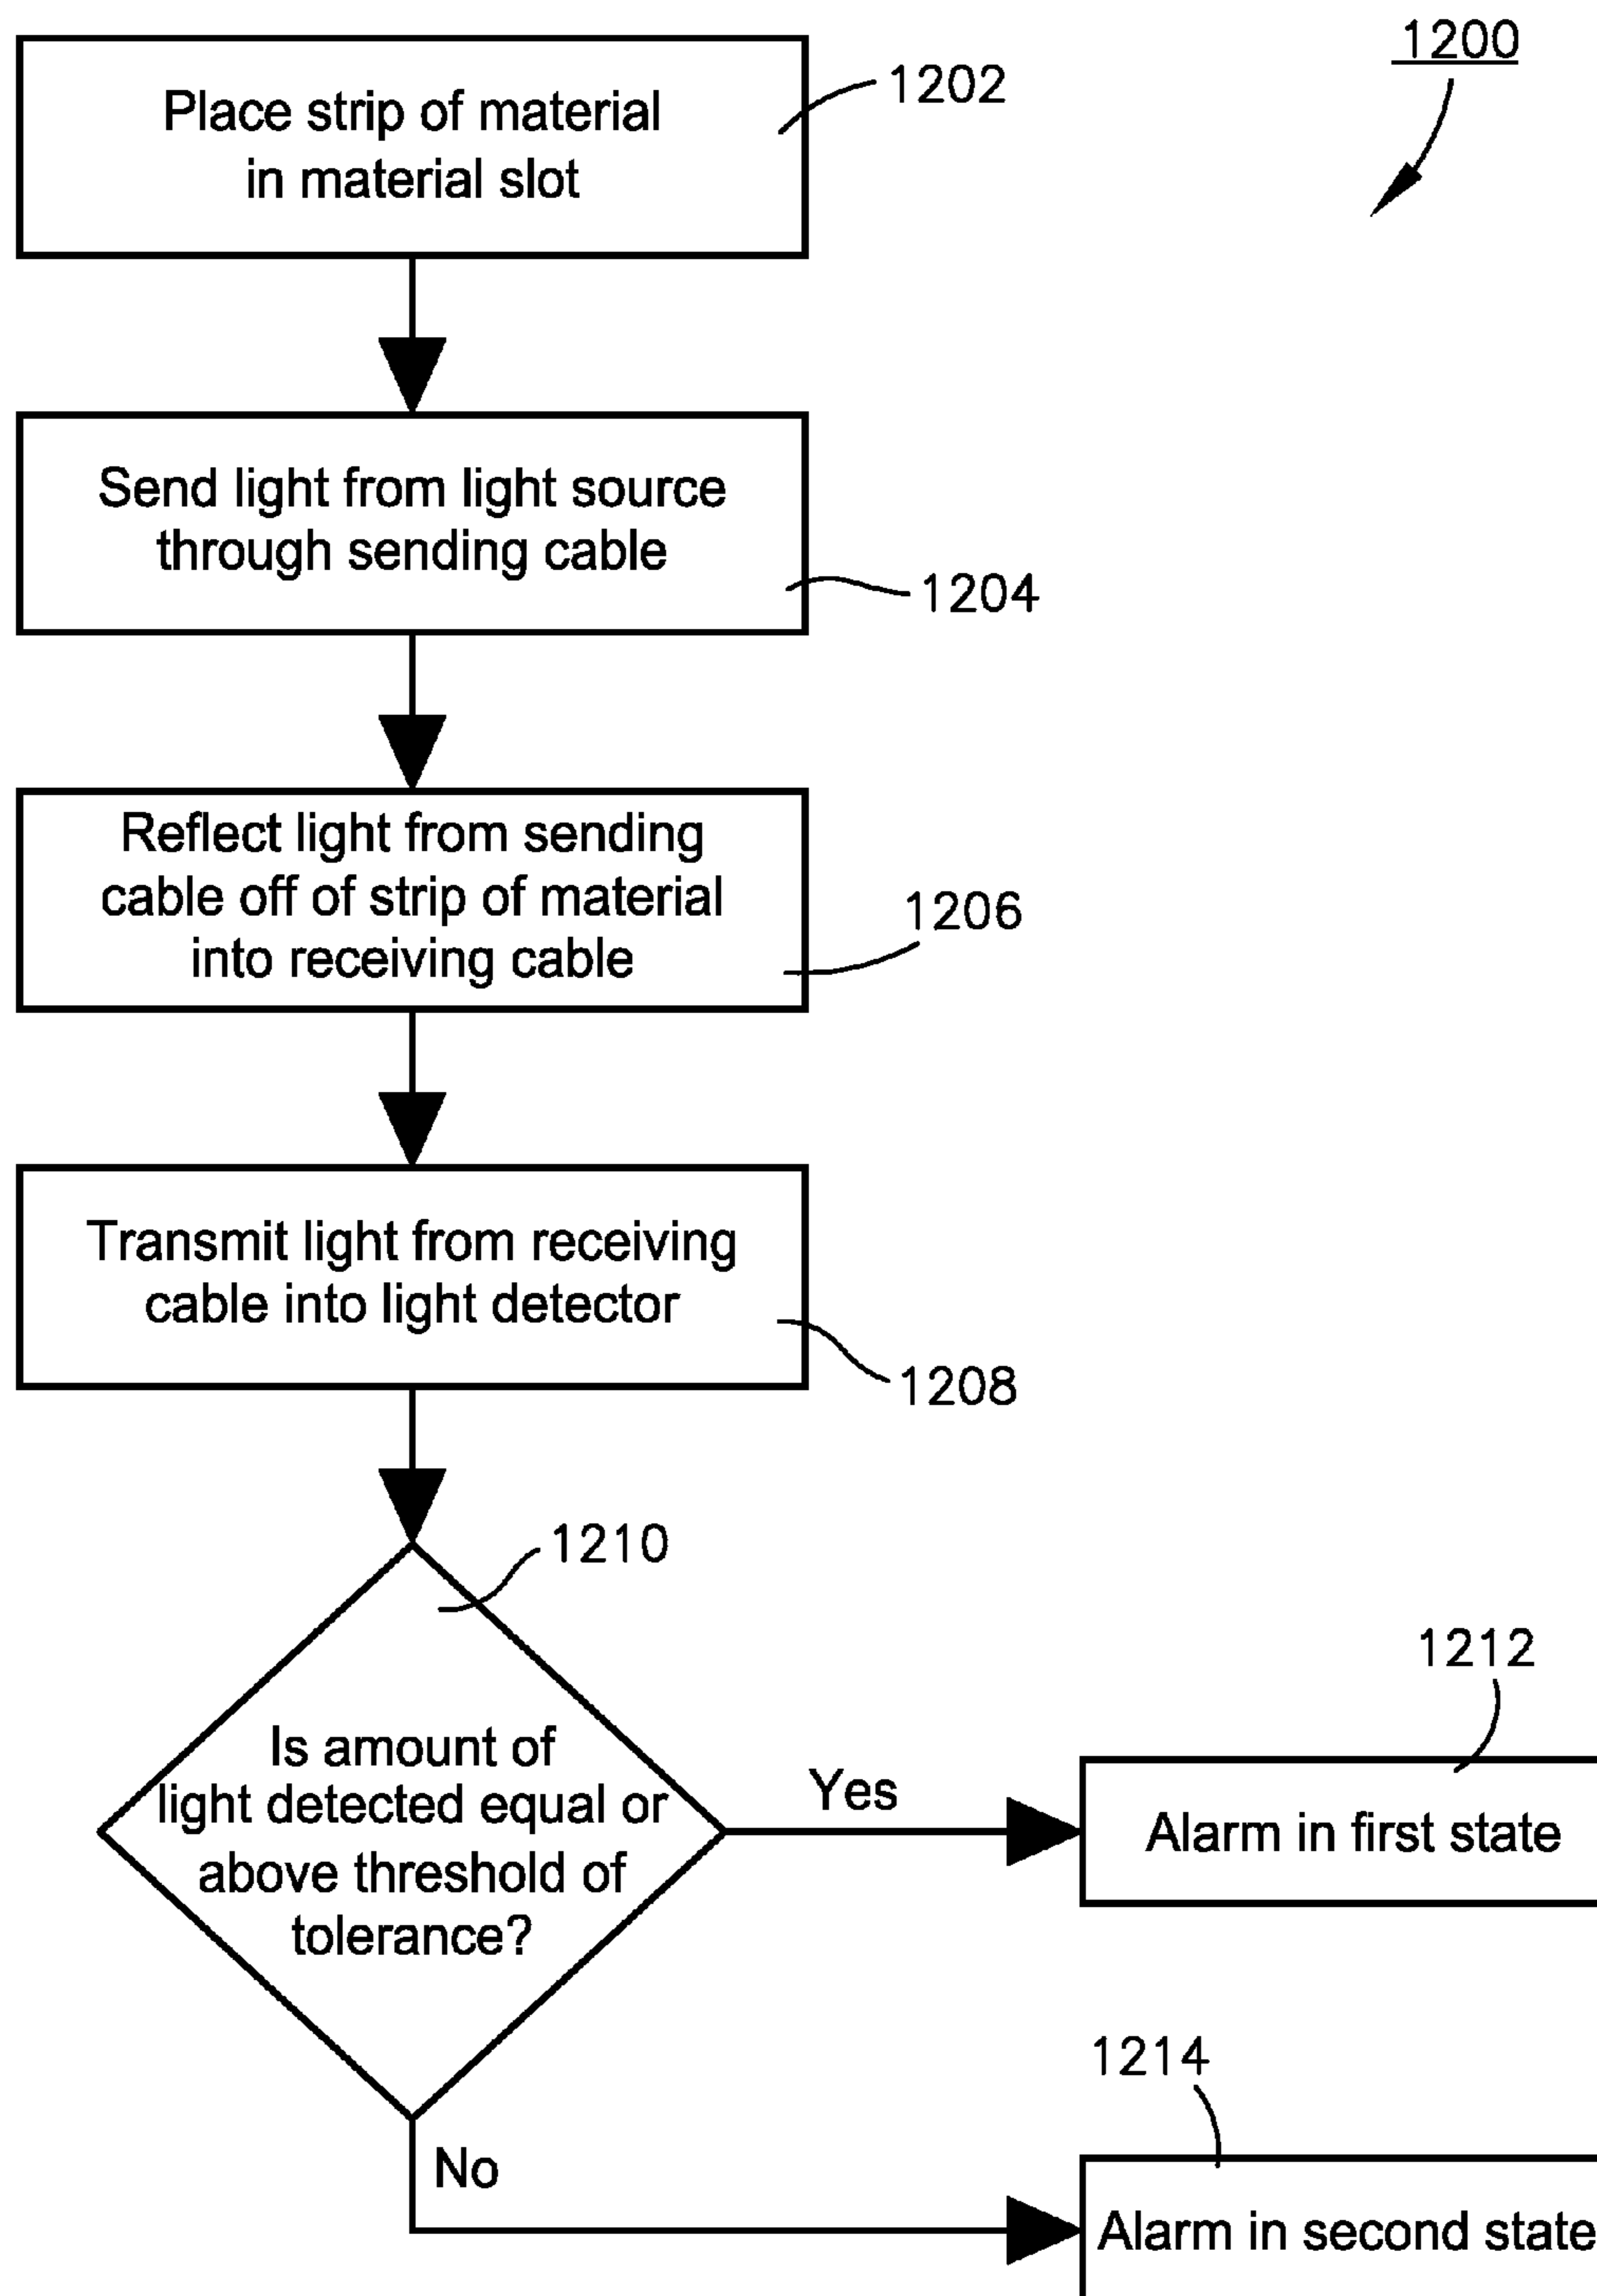 1200
Place strip of material
in material slot
1202
Send light from light source
through sending cable
1204
Reflect light from sending
cable off of strip of material
into receiving cable
1206
Transmit light from receiving
cable into light detector
1208
1210
Is amount of
light detected equal or
above threshold of
tolerance?
Yes
1212
Alarm in first state
No
1214
Alarm in second state